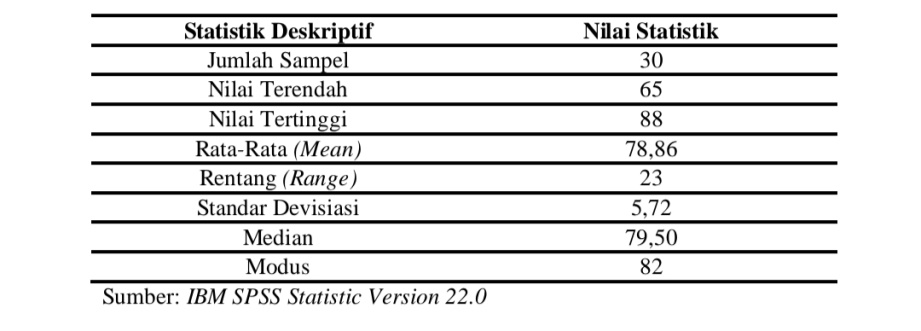 Statistik Deskriptif Nilai Statistik
Jumlah Sampel 30
Nilai Terendah 65
Nilai Tertinggi 88
Rata-Rata (Mean) 78,86
Rentang (Range) 23
Standar Devisiasi 5,72
Median 79,50
Modus 82
Sumber: IBM SPSS Statistic Version 22.0